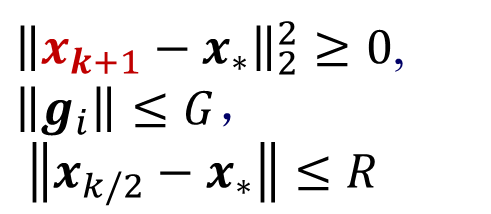 ‖x_{k+1} − x_*‖_2^2 ≥ 0,
‖g_i‖ ≤ G,
‖x_{k/2} − x_*‖ ≤ R